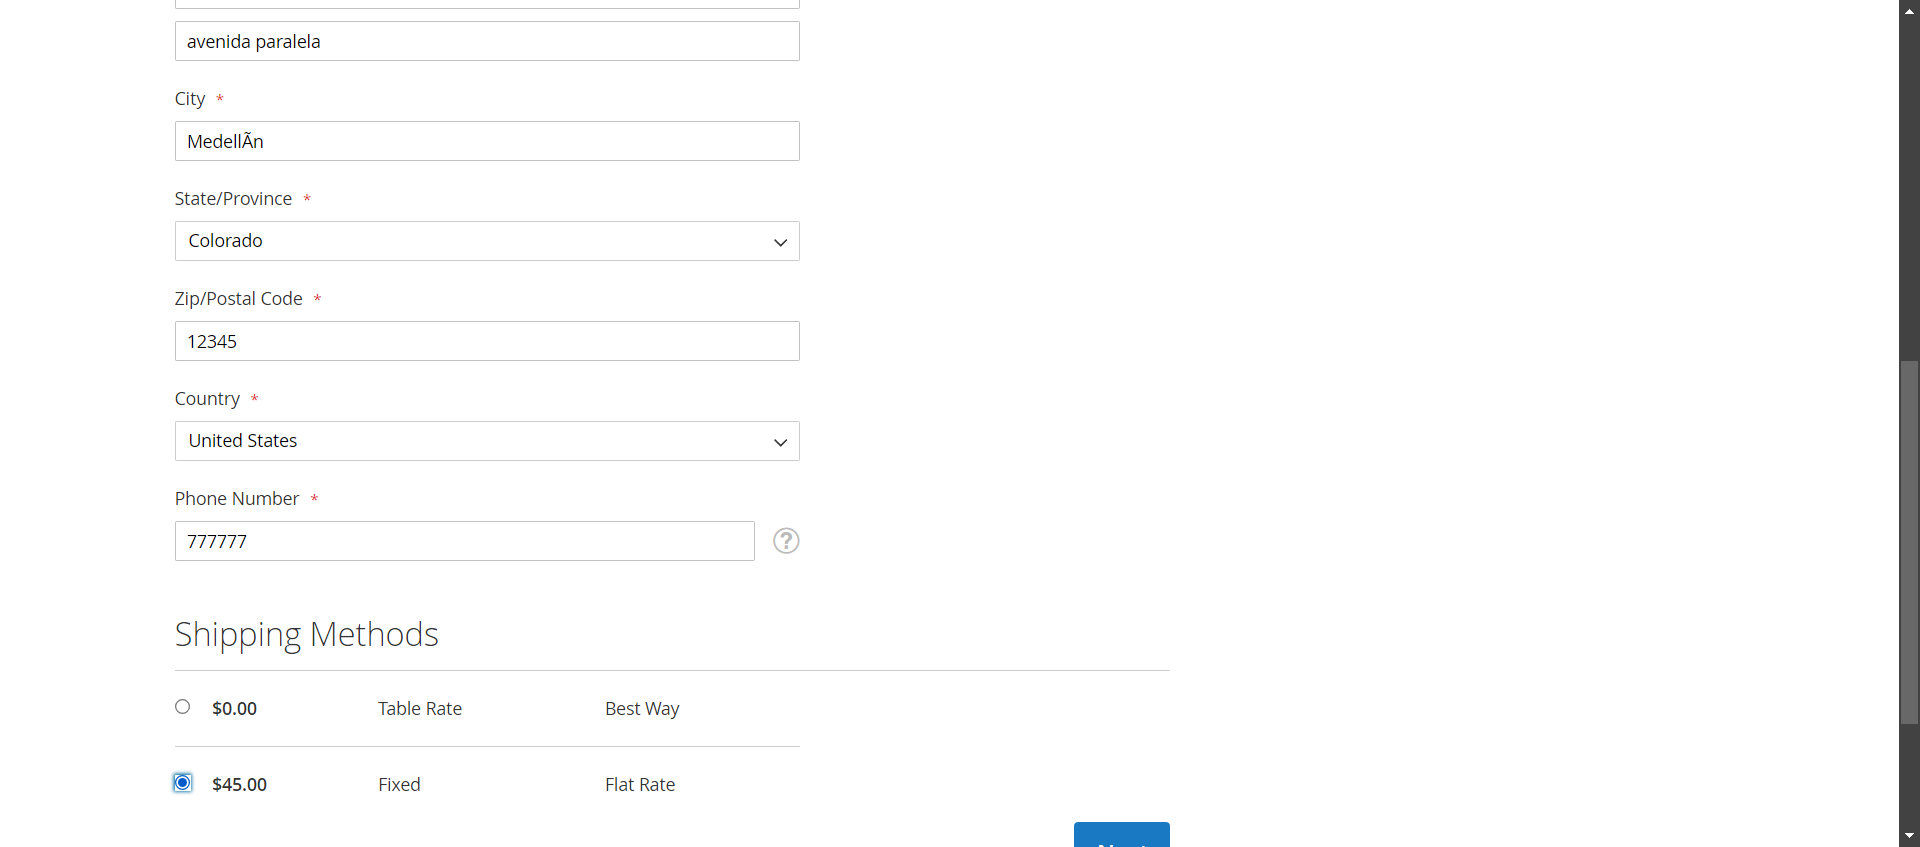 avenida paralela
City *
MedellÃn
State/Province *
Colorado
Zip/Postal Code *
12345
Country *
United States
Phone Number *
777777
?
Shipping Methods
$0.00 Table Rate Best Way
$45.00 Fixed Flat Rate